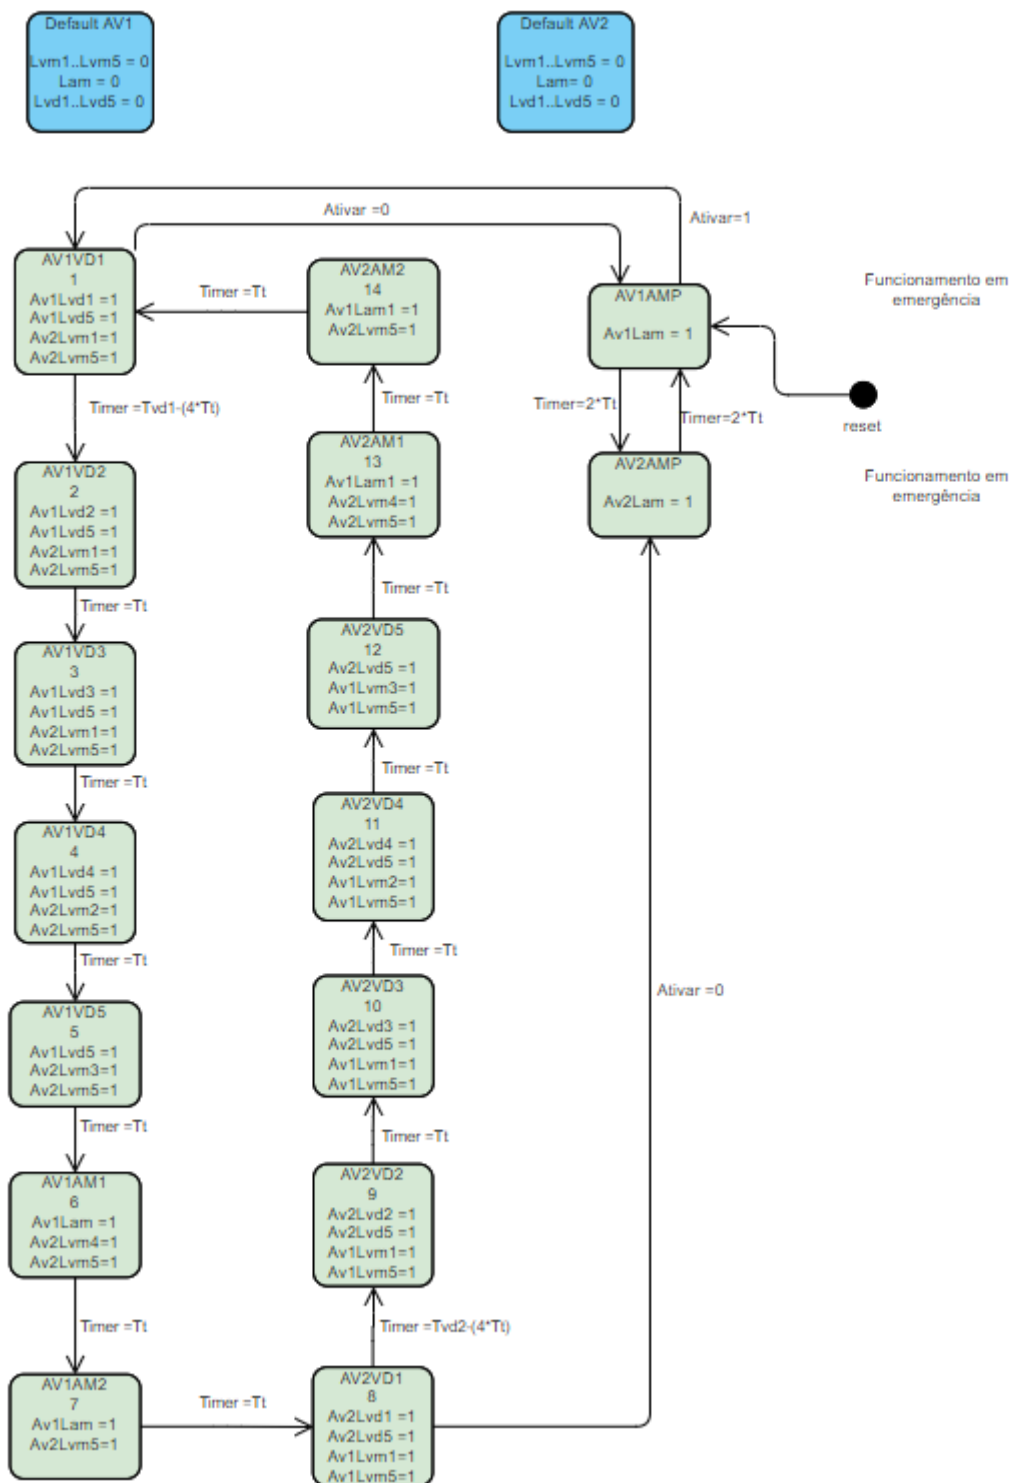 Default AV1
Lvm1..Lvm5 = 0
Lam = 0
Lvd1..Lvd5 = 0
Default AV2
Lvm1..Lvm5 = 0
Lam= 0
Lvd1..Lvd5 = 0
Ativar =0
Ativar=1
AV1VD1
1
Av1Lvd1 =1
Av1Lvd5 =1
Av2Lvm1=1
Av2Lvm5=1
Timer =Tt
AV2AM2
14
Av1Lam1 =1
Av2Lvm5=1
AV1AMP
Av1Lam = 1
Funcionamento em
emergência
Timer =Tvd1-(4*Tt)
Timer =Tt
Timer=2*Tt
Timer=2*Tt
reset
AV1VD2
2
Av1Lvd2 =1
Av1Lvd5 =1
Av2Lvm1=1
Av2Lvm5=1
AV2AM1
13
Av1Lam1 =1
Av2Lvm4=1
Av2Lvm5=1
AV2AMP
Av2Lam = 1
Funcionamento em
emergência
Timer =Tt
Timer =Tt
AV1VD3
3
Av1Lvd3 =1
Av1Lvd5 =1
Av2Lvm1=1
Av2Lvm5=1
AV2VD5
12
Av2Lvd5 =1
Av1Lvm3=1
Av1Lvm5=1
Timer =Tt
Timer =Tt
AV1VD4
4
Av1Lvd4 =1
Av1Lvd5 =1
Av2Lvm2=1
Av2Lvm5=1
AV2VD4
11
Av2Lvd4 =1
Av2Lvd5 =1
Av1Lvm2=1
Av1Lvm5=1
Timer =Tt
Timer =Tt
Ativar =0
AV1VD5
5
Av1Lvd5 =1
Av2Lvm3=1
Av2Lvm5=1
AV2VD3
10
Av2Lvd3 =1
Av2Lvd5 =1
Av1Lvm1=1
Av1Lvm5=1
Timer =Tt
Timer =Tt
AV1AM1
6
Av1Lam =1
Av2Lvm4=1
Av2Lvm5=1
AV2VD2
9
Av2Lvd2 =1
Av2Lvd5 =1
Av1Lvm1=1
Av1Lvm5=1
Timer =Tt
Timer =Tvd2-(4*Tt)
AV1AM2
7
Av1Lam =1
Av2Lvm5=1
Timer =Tt
AV2VD1
8
Av2Lvd1 =1
Av2Lvd5 =1
Av1Lvm1=1
Av1Lvm5=1